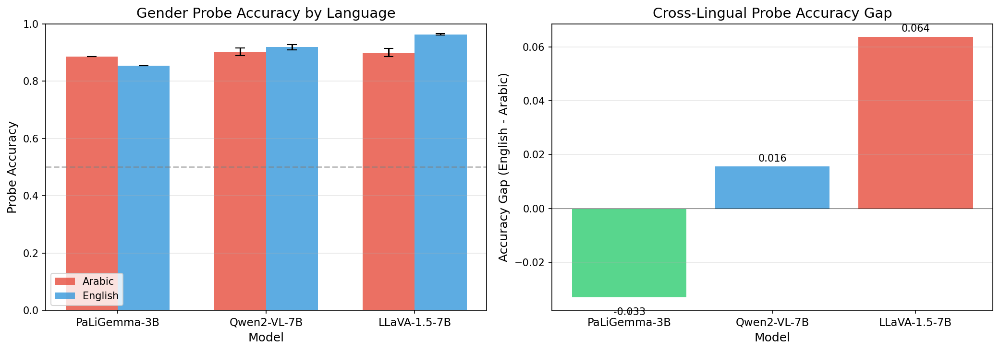 Gender Probe Accuracy by Language
Probe Accuracy
1.0
0.8
0.6
0.4
0.2
0.0
Arabic
English
PaLiGemma-3B
Qwen2-VL-7B
LLaVA-1.5-7B
Model
Cross-Lingual Probe Accuracy Gap
Accuracy Gap (English - Arabic)
0.06
0.04
0.02
0.00
−0.02
-0.033
0.016
0.064
PaLiGemma-3B
Qwen2-VL-7B
LLaVA-1.5-7B
Model